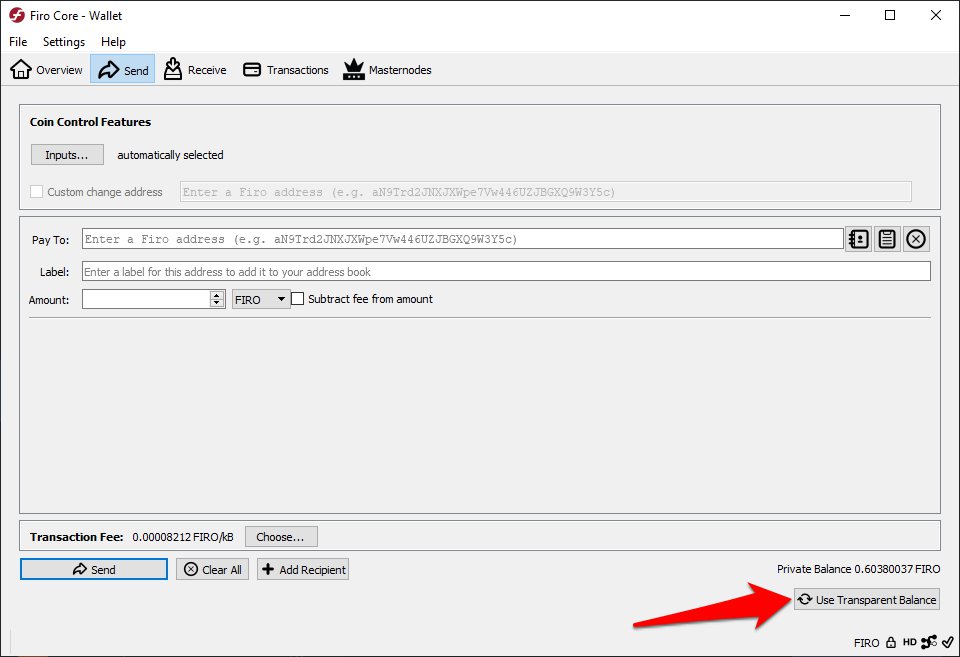 Firo Core - Wallet
File Settings Help
Overview Send Receive Transactions Masternodes
Coin Control Features
Inputs... automatically selected
Custom change address Enter a Firo address (e.g. aN9Trd2JNXJXWpe7Vw446UZJBGXQ9W3Y5c)
Pay To: Enter a Firo address (e.g. aN9Trd2JNXJXWpe7Vw446UZJBGXQ9W3Y5c)
Label: Enter a label for this address to add it to your address book
Amount: FIRO Subtract fee from amount
Transaction Fee: 0.00008212 FIRO/kB Choose...
Send Clear All Add Recipient Private Balance 0.60380037 FIRO
Use Transparent Balance
FIRO HD